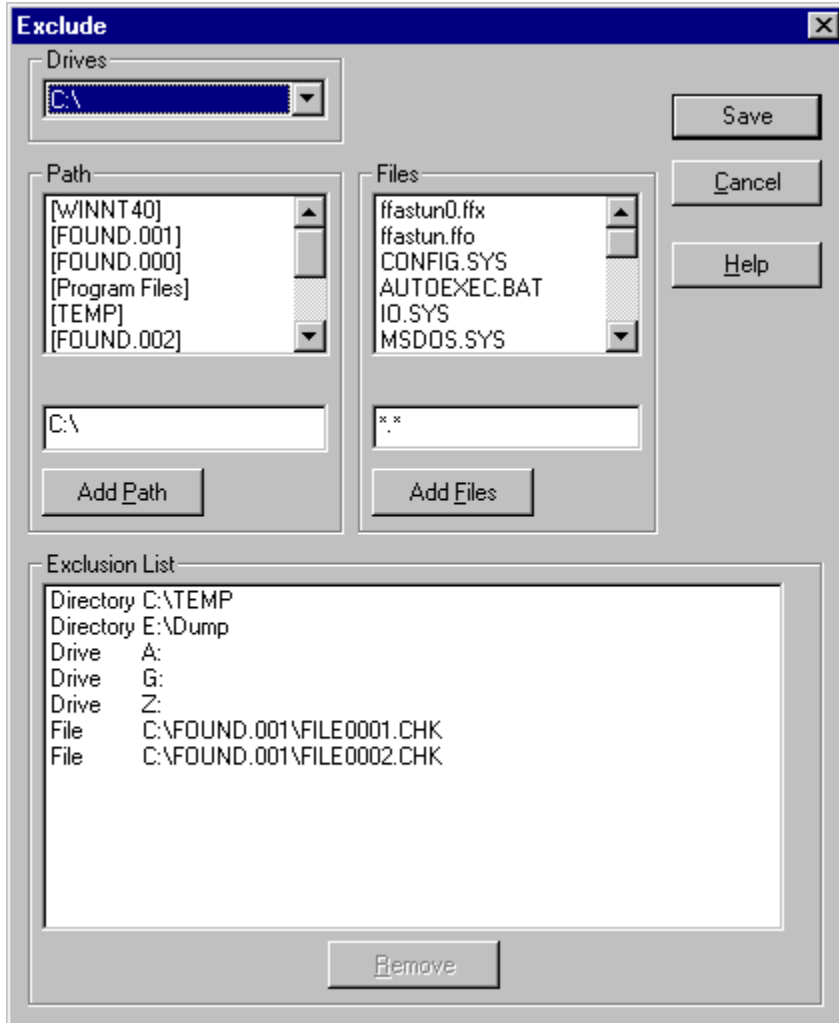 Exclude
Drives
C:\
Save
Path
Files
Cancel
[WINNT40]
[FOUND.001]
[FOUND.000]
[Program Files]
[TEMP]
[FOUND.002]
ffastun0.ffx
ffastun.ffo
CONFIG.SYS
AUTOEXEC.BAT
IO.SYS
MSDOS.SYS
Help
C:\
*.*
Add Path
Add Files
Exclusion List
Directory C:\TEMP
Directory E:\Dump
Drive A:
Drive G:
Drive Z:
File C:\FOUND.001\FILE0001.CHK
File C:\FOUND.001\FILE0002.CHK
Remove